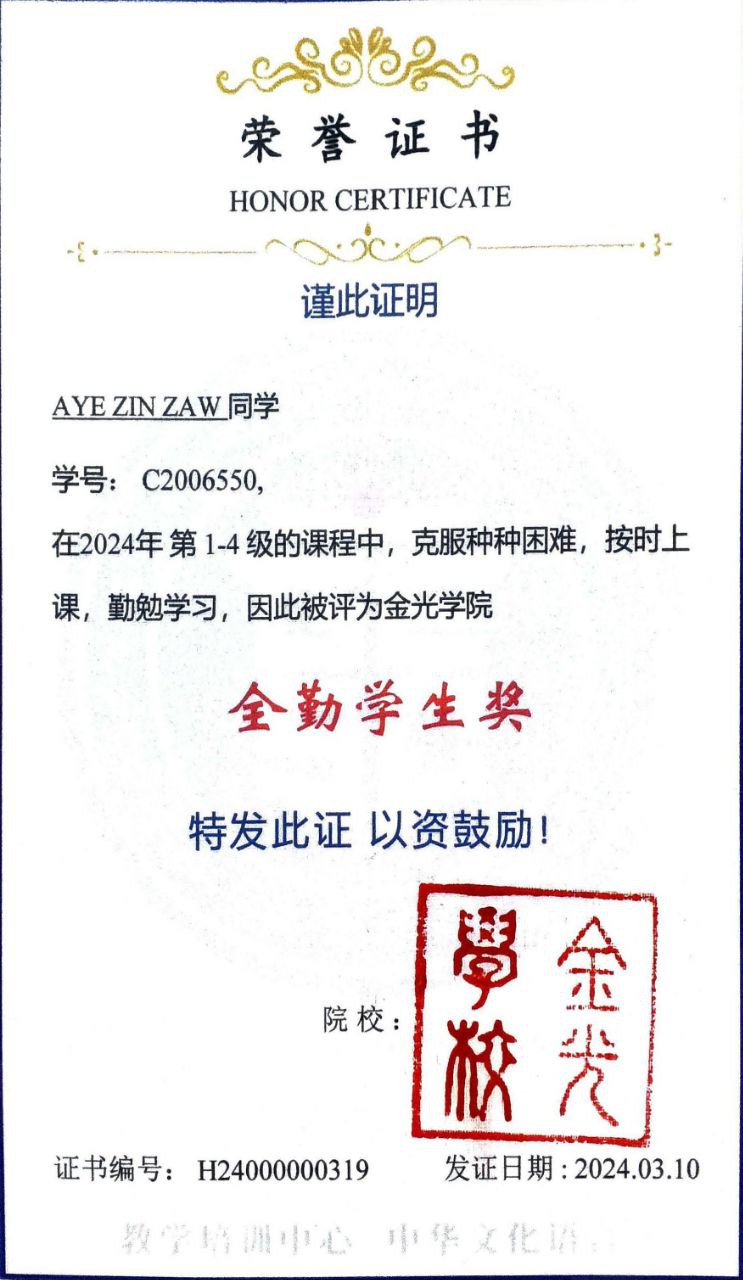 荣誉证书
HONOR CERTIFICATE
谨此证明
AYE ZIN ZAW 同学
学号： C2006550,
在2024年 第 1-4 级的课程中，克服种种困难，按时上
课，勤勉学习，因此被评为金光学院
全勤学生奖
特发此证 以资鼓励!
院 校：
金光
學校
证书编号： H24000000319 发证日期 : 2024.03.10
教学培训中心 中华文化语言